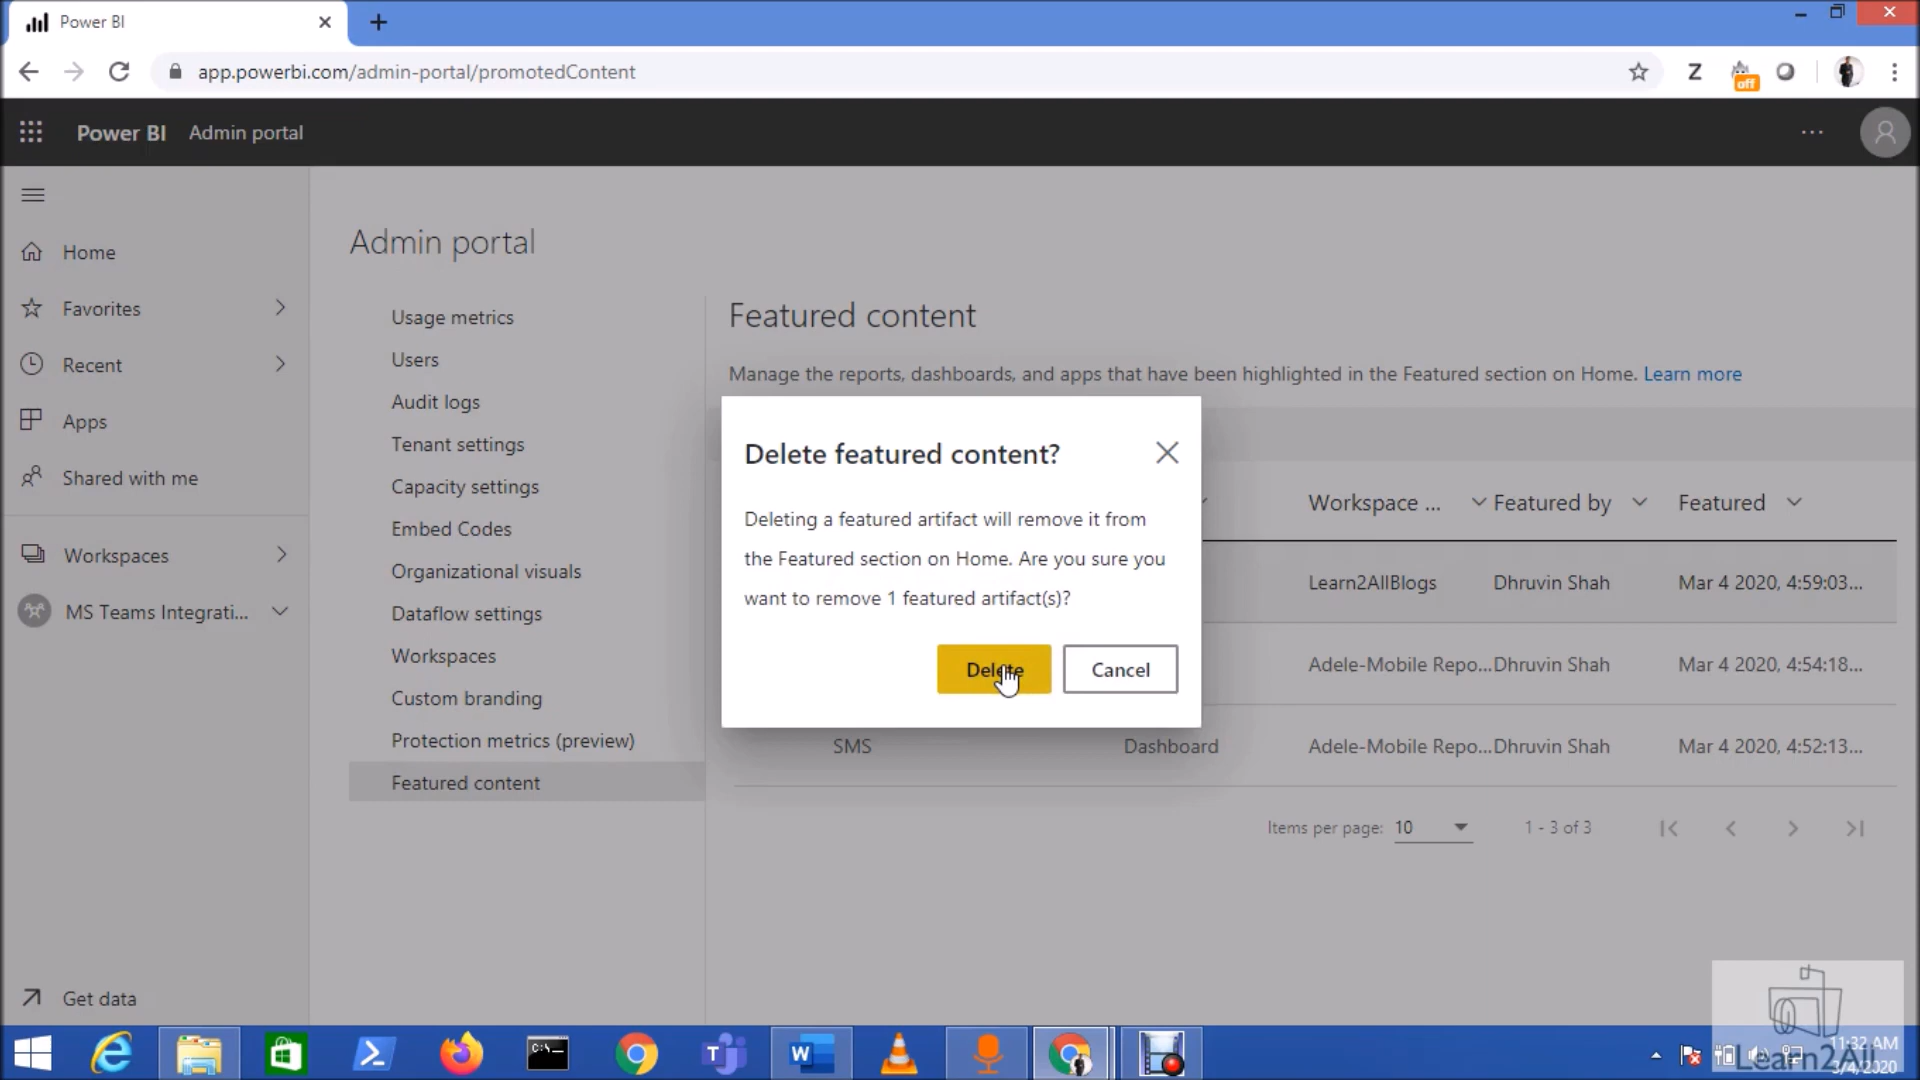 Power BI
app.powerbi.com/admin-portal/promotedContent
Z
off
Power BI Admin portal
Home
Favorites
Recent
Apps
Shared with me
Workspaces
MS Teams Integrati...
Get data
Admin portal
Usage metrics
Users
Audit logs
Tenant settings
Capacity settings
Embed Codes
Organizational visuals
Dataflow settings
Workspaces
Custom branding
Protection metrics (preview)
Featured content
Featured content
Manage the reports, dashboards, and apps that have been highlighted in the Featured section on Home. Learn more
Workspace ... Featured by Featured
Learn2AllBlogs Dhruvin Shah Mar 4 2020, 4:59:03...
Adele-Mobile Repo... Dhruvin Shah Mar 4 2020, 4:54:18...
SMS Dashboard Adele-Mobile Repo... Dhruvin Shah Mar 4 2020, 4:52:13...
Items per page: 10 1 - 3 of 3
Delete featured content?
Deleting a featured artifact will remove it from
the Featured section on Home. Are you sure you
want to remove 1 featured artifact(s)?
Delete Cancel
11:32 AM
3/4/2020
Learn2All